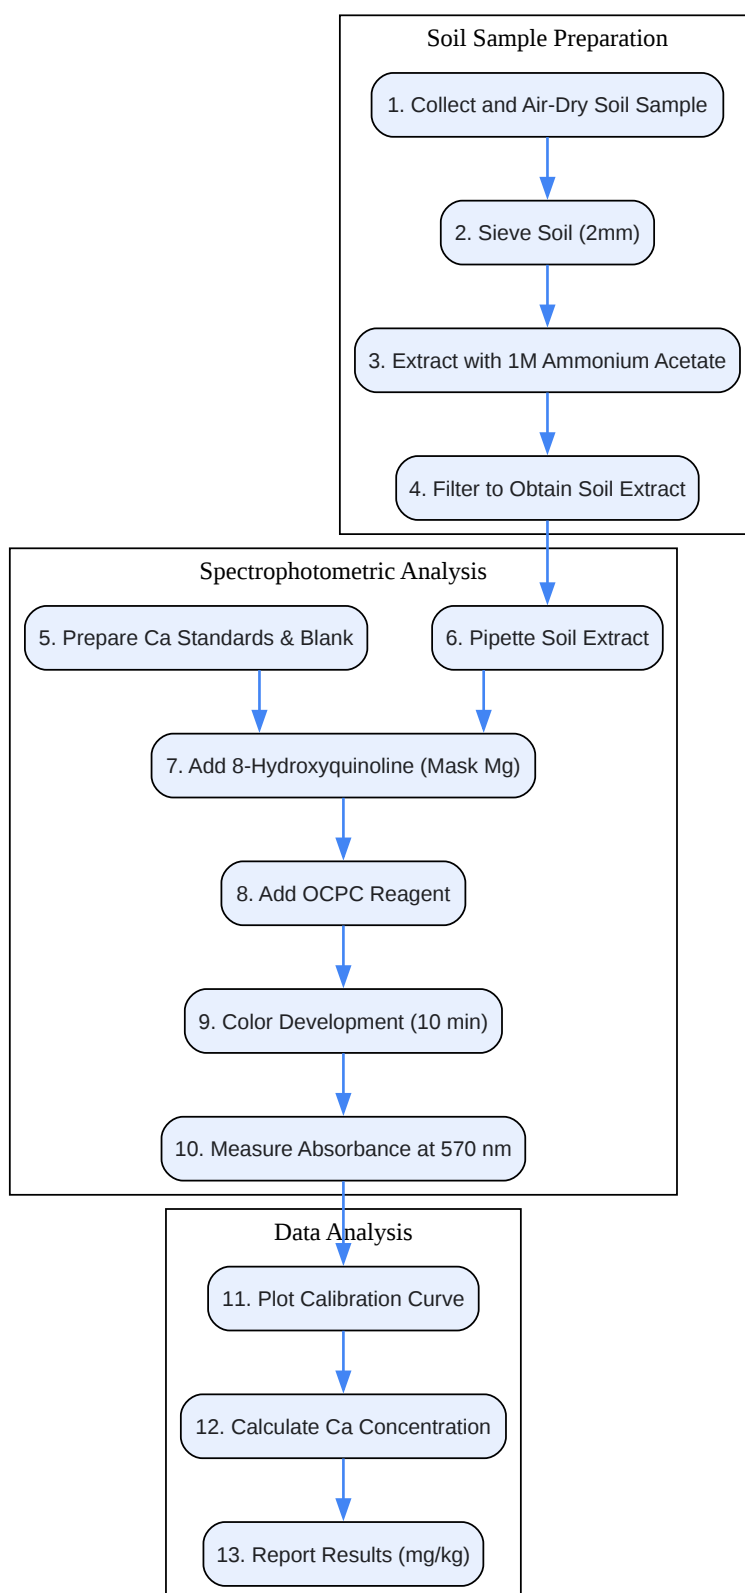 Soil Sample Preparation
1. Collect and Air-Dry Soil Sample
2. Sieve Soil (2mm)
3. Extract with 1M Ammonium Acetate
4. Filter to Obtain Soil Extract
Spectrophotometric Analysis
5. Prepare Ca Standards & Blank
6. Pipette Soil Extract
7. Add 8-Hydroxyquinoline (Mask Mg)
8. Add OCPC Reagent
9. Color Development (10 min)
10. Measure Absorbance at 570 nm
Data Analysis
11. Plot Calibration Curve
12. Calculate Ca Concentration
13. Report Results (mg/kg)